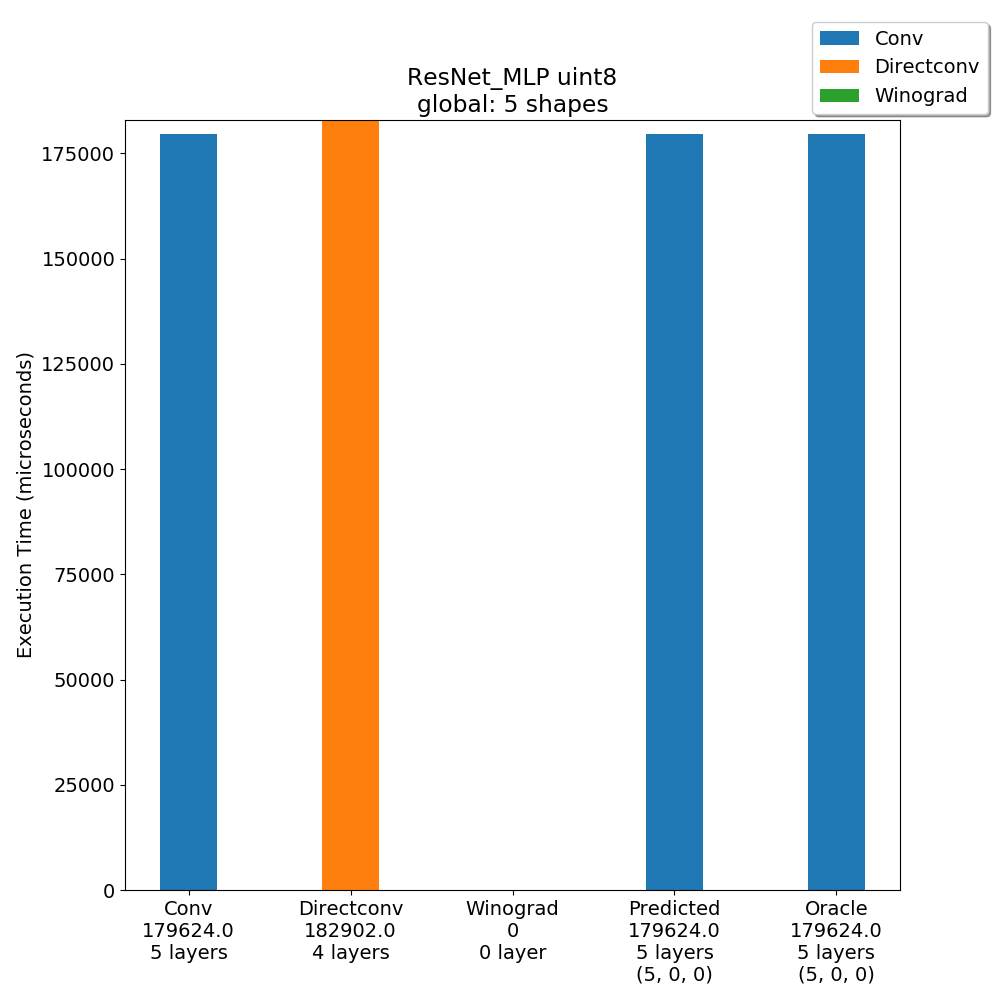 Conv
Directconv
Winograd
ResNet_MLP uint8
global: 5 shapes
Execution Time (microseconds)
175000
150000
125000
100000
75000
50000
25000
0
Conv
179624.0
5 layers
Directconv
182902.0
4 layers
Winograd
0
0 layer
Predicted
179624.0
5 layers
(5, 0, 0)
Oracle
179624.0
5 layers
(5, 0, 0)